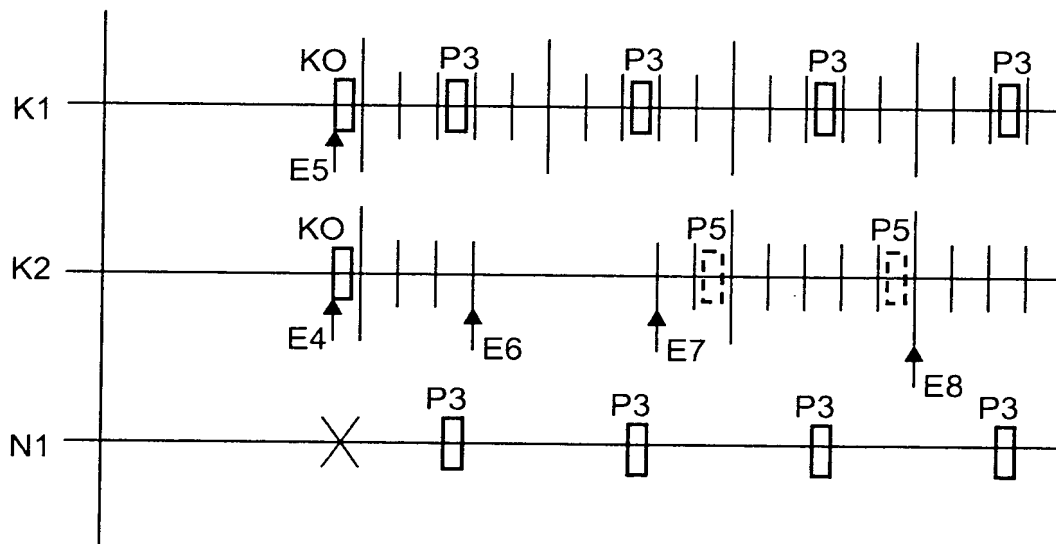 KO P3 P3 P3 P3
K1
E5
KO P5 P5
K2
E4 E6 E7 E8
P3 P3 P3 P3
N1